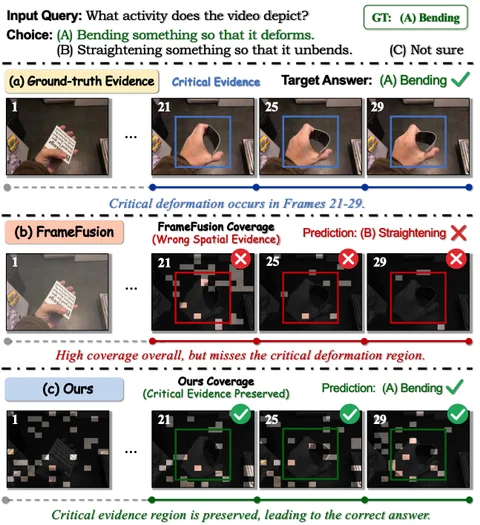 Input Query: What activity does the video depict?
GT: (A) Bending
Choice: (A) Bending something so that it deforms.
(B) Straightening something so that it unbends. (C) Not sure
(a) Ground-truth Evidence
Critical Evidence
Target Answer: (A) Bending
1
...
21
25
29
Critical deformation occurs in Frames 21-29.
(b) FrameFusion
FrameFusion Coverage
(Wrong Spatial Evidence)
Prediction: (B) Straightening
1
...
21
25
29
High coverage overall, but misses the critical deformation region.
(c) Ours
Ours Coverage
(Critical Evidence Preserved)
Prediction: (A) Bending
1
...
21
25
29
Critical evidence region is preserved, leading to the correct answer.